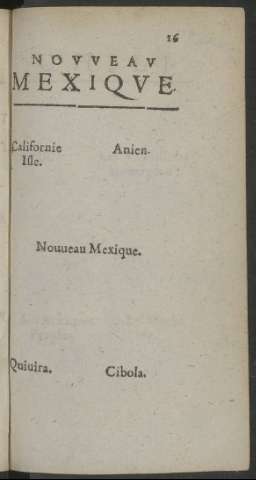 16
NOVVEAV
MEXIQVE.
Californie Anien.
Isle.
Nouueau Mexique.
Quiuira. Cibola.